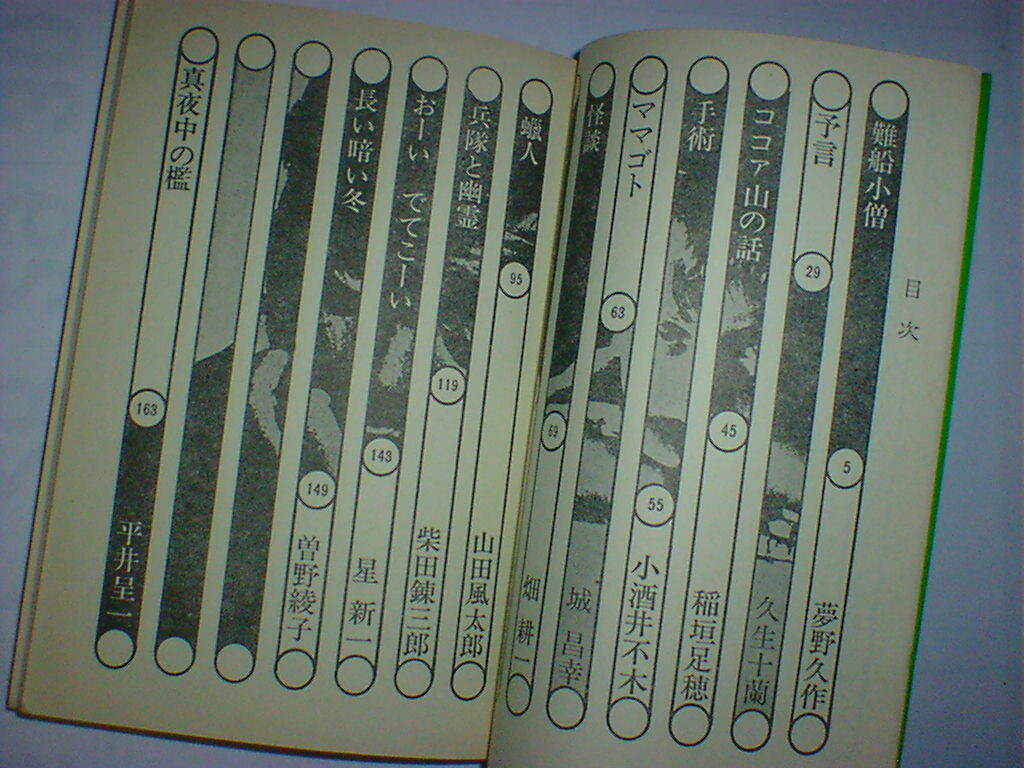 目次
難船小僧 5 夢野久作
予言 29 久生十蘭
ココァ山の話 45 稲垣足穂
手術 55 小酒井不木
ママゴト 63 城 昌幸
怪談 69 畑 耕一
蠟人 95 山田風太郎
兵隊と幽霊 119 柴田錬三郎
おーい でてこーい 143 星 新一
長い暗い冬 149 曽野綾子
真夜中の檻 163 平井呈一